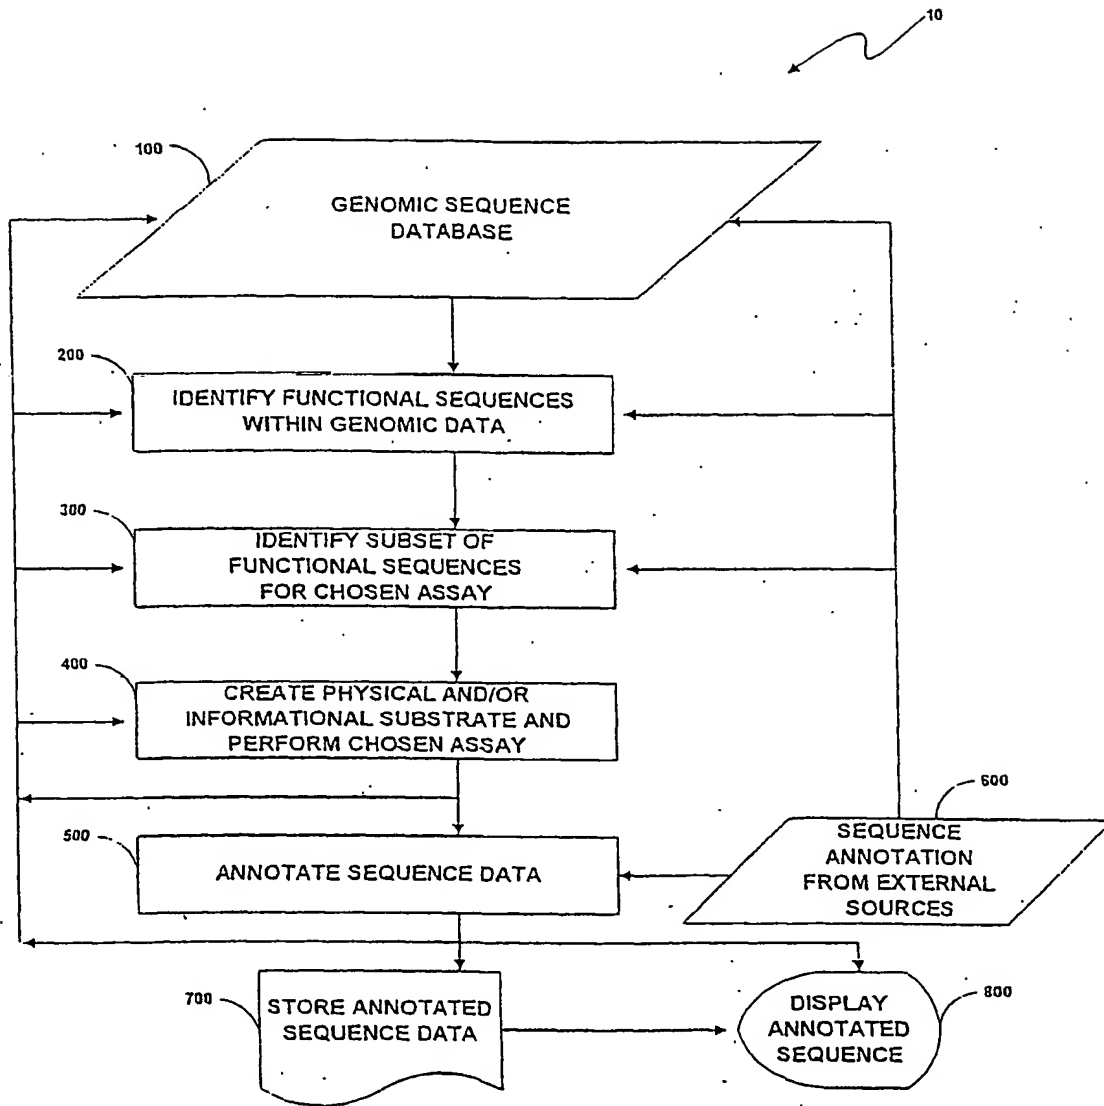 10
100
GENOMIC SEQUENCE
DATABASE
200
IDENTIFY FUNCTIONAL SEQUENCES
WITHIN GENOMIC DATA
300
IDENTIFY SUBSET OF
FUNCTIONAL SEQUENCES
FOR CHOSEN ASSAY
400
CREATE PHYSICAL AND/OR
INFORMATIONAL SUBSTRATE AND
PERFORM CHOSEN ASSAY
500
ANNOTATE SEQUENCE DATA
600
SEQUENCE
ANNOTATION
FROM EXTERNAL
SOURCES
700
STORE ANNOTATED
SEQUENCE DATA
800
DISPLAY
ANNOTATED
SEQUENCE